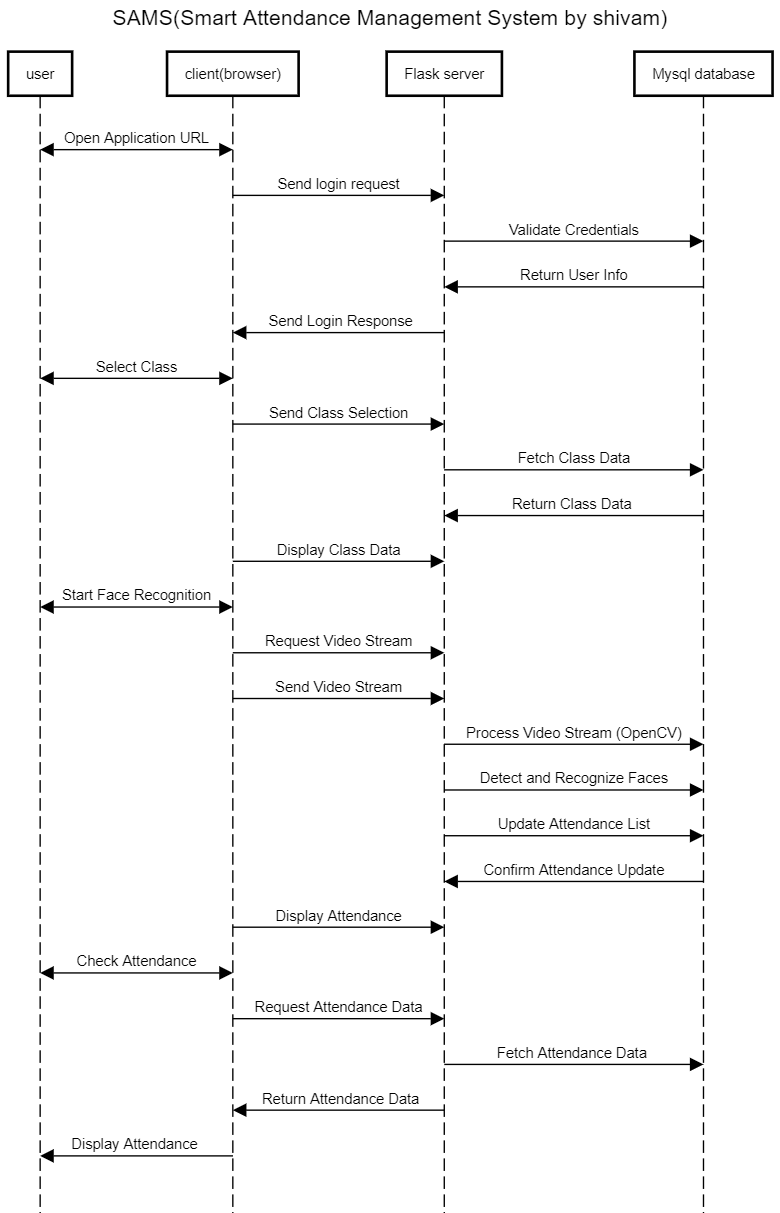 SAMS(Smart Attendance Management System by shivam)
user
client(browser)
Flask server
Mysql database
Open Application URL
Send login request
Validate Credentials
Return User Info
Send Login Response
Select Class
Send Class Selection
Fetch Class Data
Return Class Data
Display Class Data
Start Face Recognition
Request Video Stream
Send Video Stream
Process Video Stream (OpenCV)
Detect and Recognize Faces
Update Attendance List
Confirm Attendance Update
Display Attendance
Check Attendance
Request Attendance Data
Fetch Attendance Data
Return Attendance Data
Display Attendance